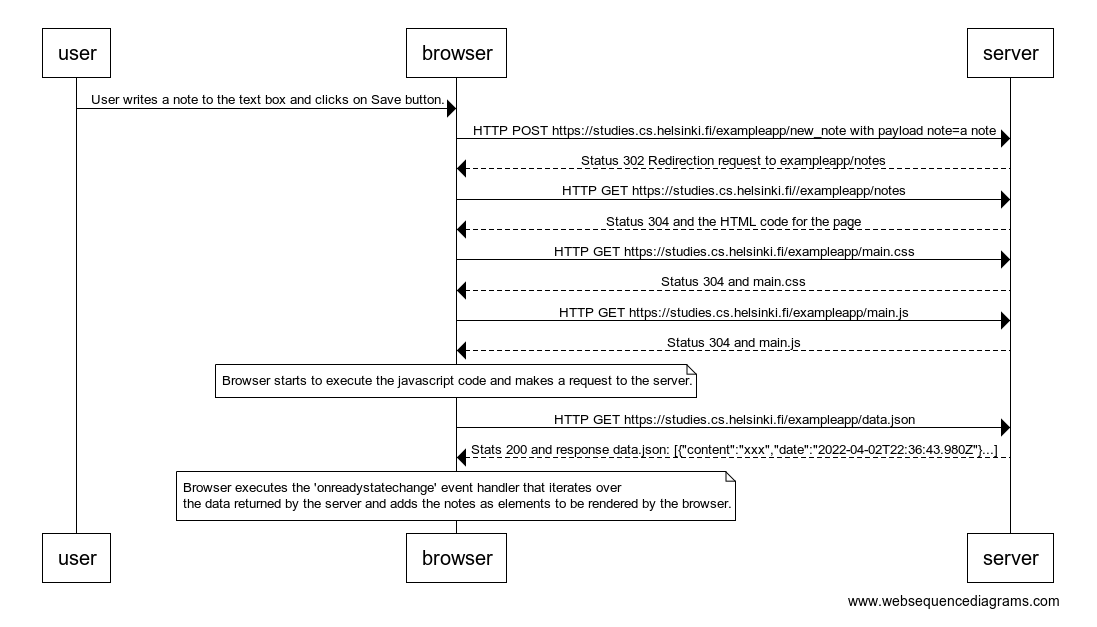 user browser server
User writes a note to the text box and clicks on Save button.
HTTP POST https://studies.cs.helsinki.fi/exampleapp/new_note with payload note=a note
Status 302 Redirection request to exampleapp/notes
HTTP GET https://studies.cs.helsinki.fi//exampleapp/notes
Status 304 and the HTML code for the page
HTTP GET https://studies.cs.helsinki.fi/exampleapp/main.css
Status 304 and main.css
HTTP GET https://studies.cs.helsinki.fi/exampleapp/main.js
Status 304 and main.js
Browser starts to execute the javascript code and makes a request to the server.
HTTP GET https://studies.cs.helsinki.fi/exampleapp/data.json
Stats 200 and response data.json: [{"content":"xxx","date":"2022-04-02T22:36:43.980Z"}...]
Browser executes the 'onreadystatechange' event handler that iterates over
the data returned by the server and adds the notes as elements to be rendered by the browser.
user browser server
www.websequencediagrams.com